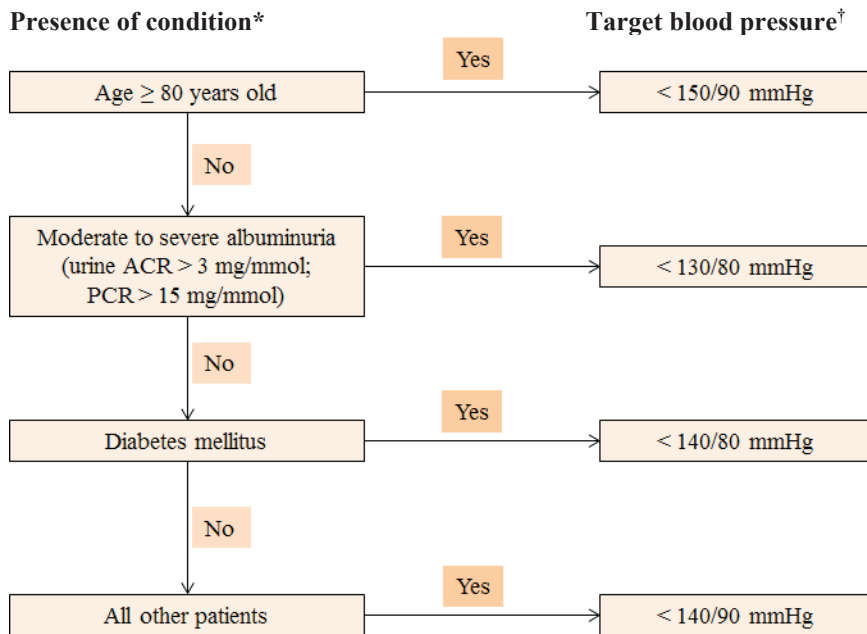 Presence of condition*
Target blood pressure†
Yes
Age ≥ 80 years old
< 150/90 mmHg
No
Moderate to severe albuminuria
(urine ACR > 3 mg/mmol;
PCR > 15 mg/mmol)
Yes
< 130/80 mmHg
No
Yes
Diabetes mellitus
< 140/80 mmHg
No
Yes
All other patients
< 140/90 mmHg